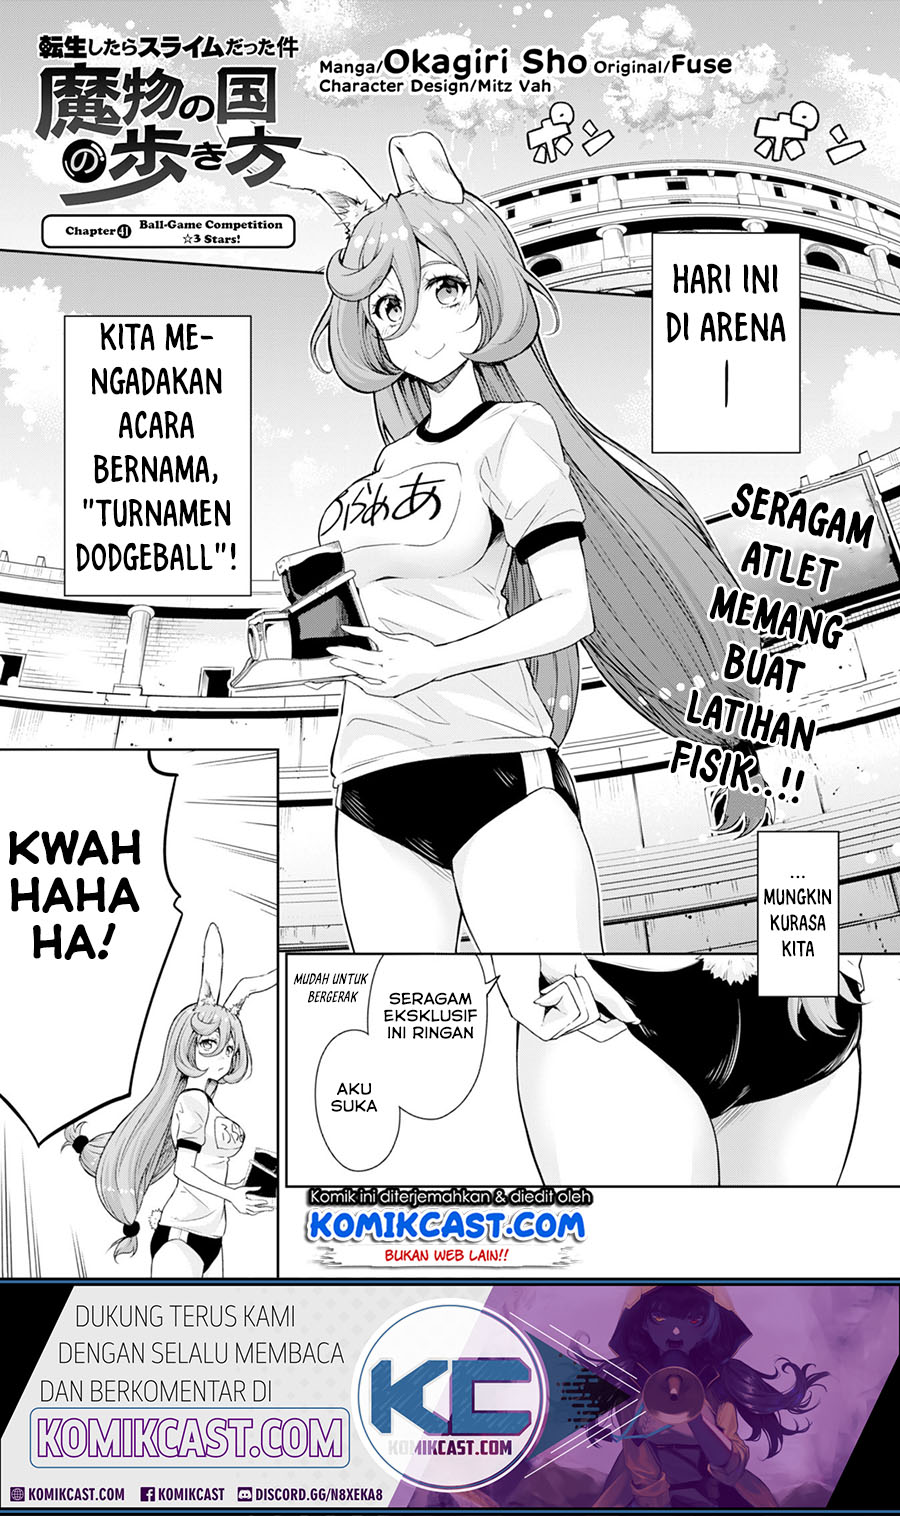 転生したらスライムだった件
魔物の国
の歩き方
Manga/Okagiri Sho Original/Fuse
Character Design/Mitz Vah
Chapter 41 Ball-Game Competition
☆3 Stars!
ポン ポン
HARI INI
DI ARENA
|
KITA ME-
NGADAKAN
ACARA
BERNAMA,
"TURNAMEN
DODGEBALL"!
ふらめあ
SERAGAM
ATLET
MEMANG
BUAT
LATIHAN
FISIK..!!
...
MUNGKIN
KURASA
KITA
KWAH
HAHA
HA!
MUDAH UNTUK
BERGERAK
SERAGAM
EKSKLUSIF
INI RINGAN
AKU
SUKA
Komik ini diterjemahkan & diedit oleh
KOMIKCAST.COM
BUKAN WEB LAIN!!
DUKUNG TERUS KAMI
DENGAN SELALU MEMBACA
DAN BERKOMENTAR DI
KOMIKCAST.COM
KC
KOMIKCAST.COM
KOMIKCAST.COM KOMIKCAST DISCORD.GG/N8XEKA8